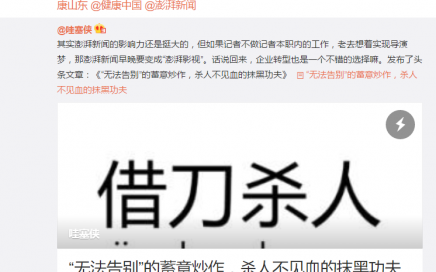 康山东 @健康中国 @澎湃新闻
@哇塞侠
其实澎湃新闻的影响力还是挺大的，但如果记者不做记者本职内的工作，老去想着实现导演
梦，那澎湃新闻早晚要变成“澎湃影视”。话说回来，企业转型也是一个不错的选择嘛。发布了头
条文章：《“无法告别”的蓄意炒作，杀人不见血的抹黑功夫》 “无法告别”的蓄意炒作，杀人
不见血的抹黑功夫
借刀杀人
哇塞侠
“无法告别”的蓄意炒作，杀人不见血的抹黑功夫